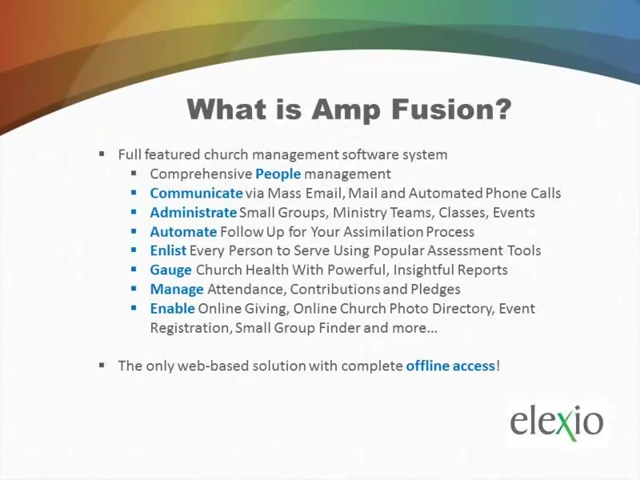 What is Amp Fusion?
Full featured church management software system
Comprehensive People management
Communicate via Mass Email, Mail and Automated Phone Calls
Administrate Small Groups, Ministry Teams, Classes, Events
Automate Follow Up for Your Assimilation Process
Enlist Every Person to Serve Using Popular Assessment Tools
Gauge Church Health With Powerful, Insightful Reports
Manage Attendance, Contributions and Pledges
Enable Online Giving, Online Church Photo Directory, Event
Registration, Small Group Finder and more...
The only web-based solution with complete offline access!
elexio